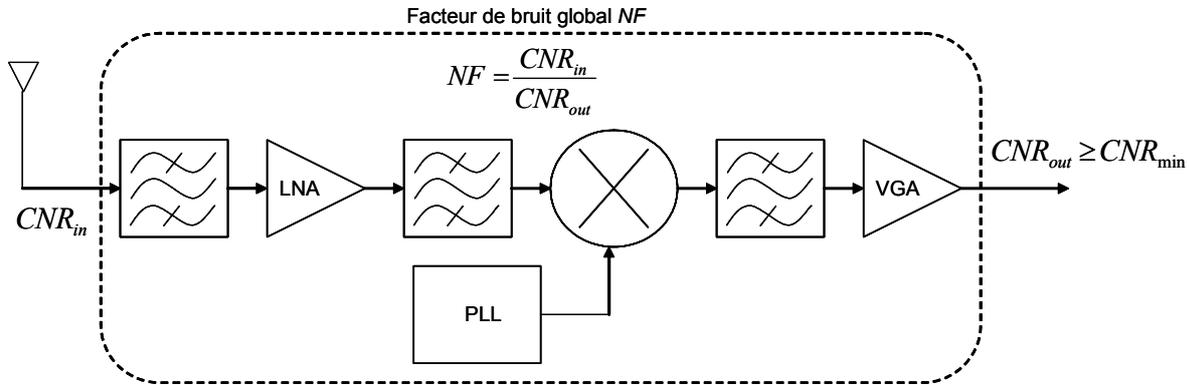 Facteur de bruit global NF
NF = CNR_in / CNR_out
CNR_out ≥ CNR_min
LNA
VGA
CNR_in
PLL